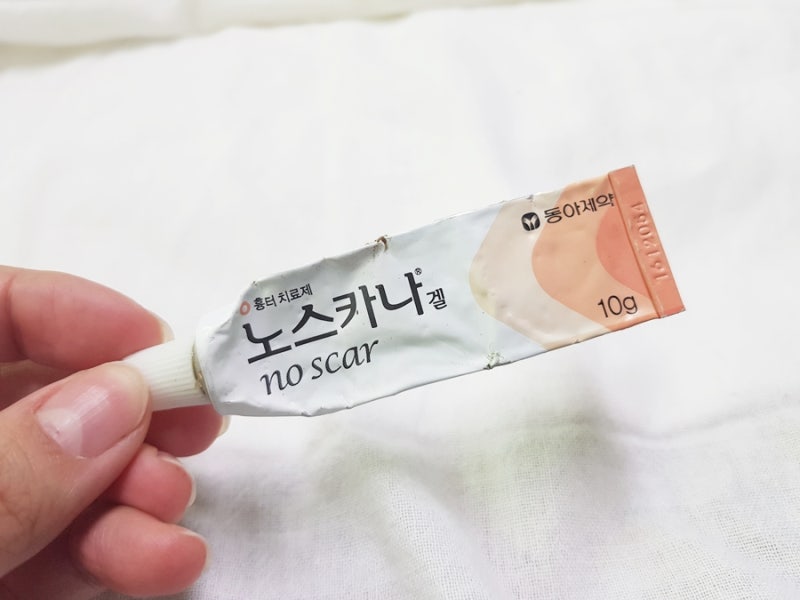 흉터 치료제
노스카나® 겔
no scar
동아제약
10g